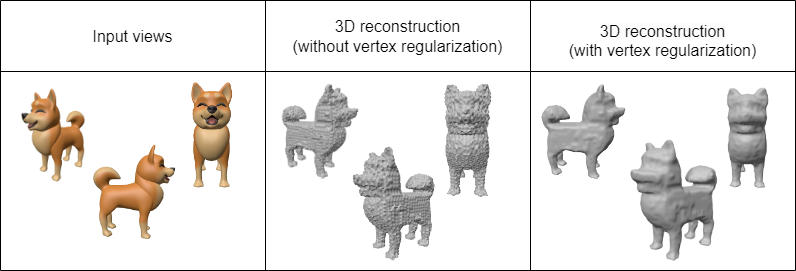 Input views
3D reconstruction
(without vertex regularization)
3D reconstruction
(with vertex regularization)